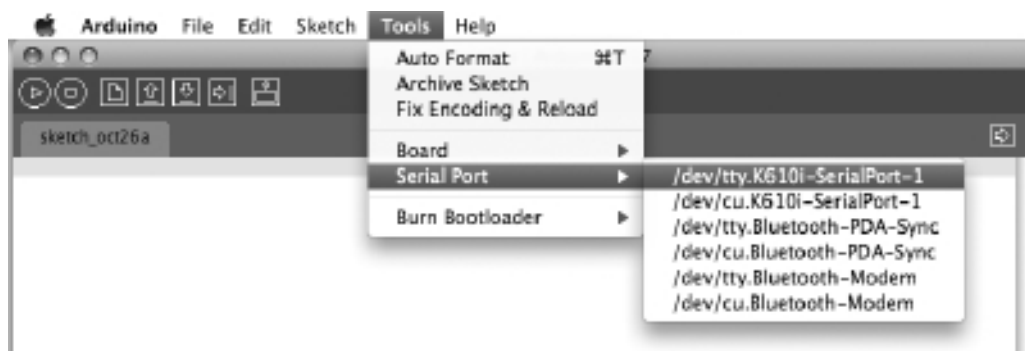 Arduino File Edit Sketch Tools Help
Auto Format ⌘T 7
Archive Sketch
Fix Encoding & Reload
sketch_oct26a
Board
Serial Port
Burn Bootloader
/dev/tty.K610i-SerialPort-1
/dev/cu.K610i-SerialPort-1
/dev/tty.Bluetooth-PDA-Sync
/dev/cu.Bluetooth-PDA-Sync
/dev/tty.Bluetooth-Modem
/dev/cu.Bluetooth-Modem